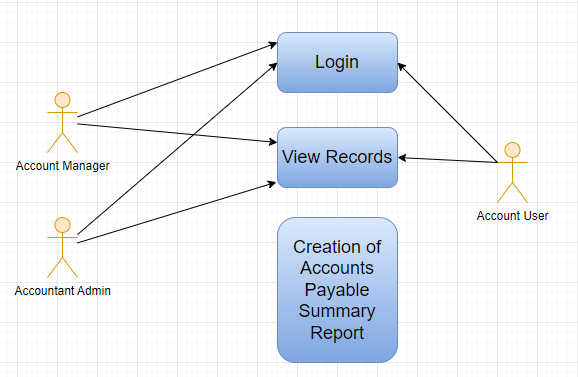 Login
Account Manager
View Records
Account User
Accountant Admin
Creation of
Accounts
Payable
Summary
Report